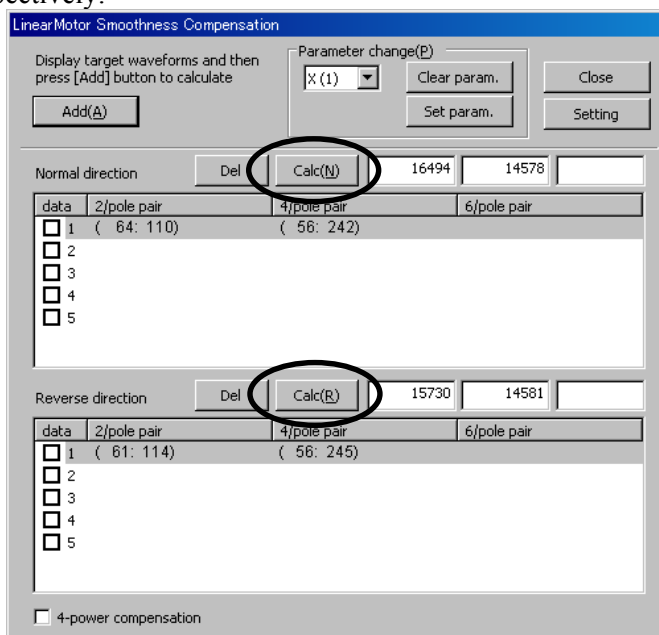 ectively.
LinearMotor Smoothness Compensation
Display target waveforms and then
press [Add] button to calculate
Add(A)
Parameter change(P)
X (1)
Clear param.
Set param.
Close
Setting
Normal direction Del Calc(N) 16494 14578
data 2/pole pair 4/pole pair 6/pole pair
1 ( 64: 110) ( 56: 242)
2
3
4
5
Reverse direction Del Calc(R) 15730 14581
data 2/pole pair 4/pole pair 6/pole pair
1 ( 61: 114) ( 56: 245)
2
3
4
5
4-power compensation